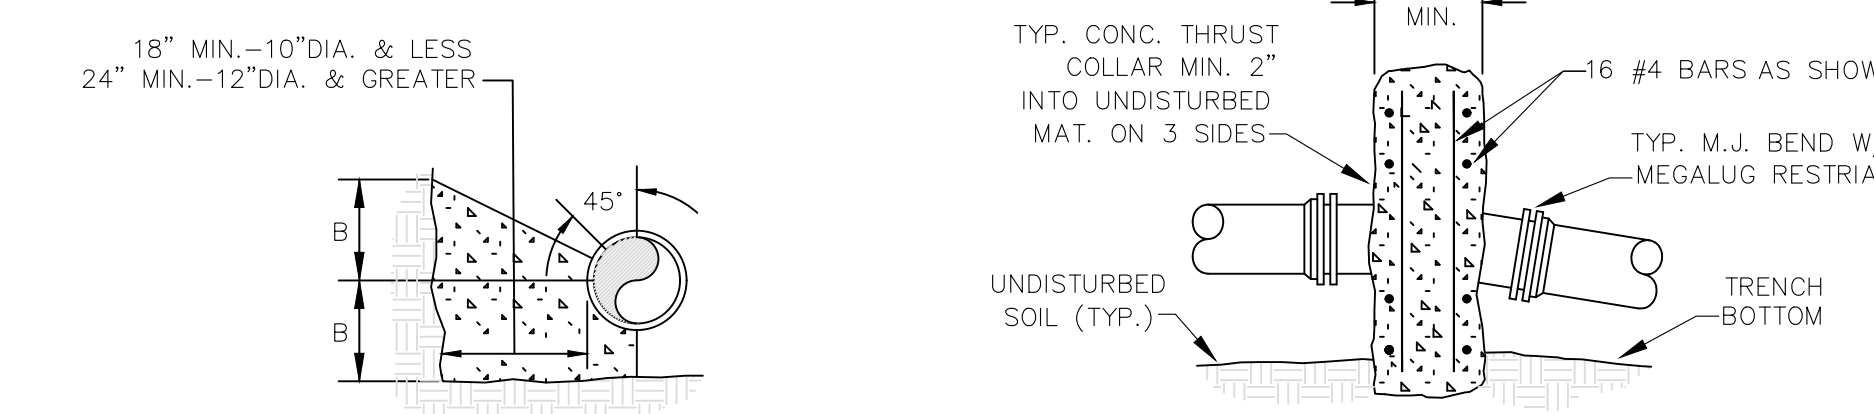 18” MIN.–10”DIA. & LESS
24” MIN.–12”DIA. & GREATER
B
B
45°
MIN.
TYP. CONC. THRUST
COLLAR MIN. 2”
INTO UNDISTURBED
MAT. ON 3 SIDES
16 #4 BARS AS SHOW
TYP. M.J. BEND W
MEGALUG RESTRIA
UNDISTURBED
SOIL (TYP.)
TRENCH
BOTTOM